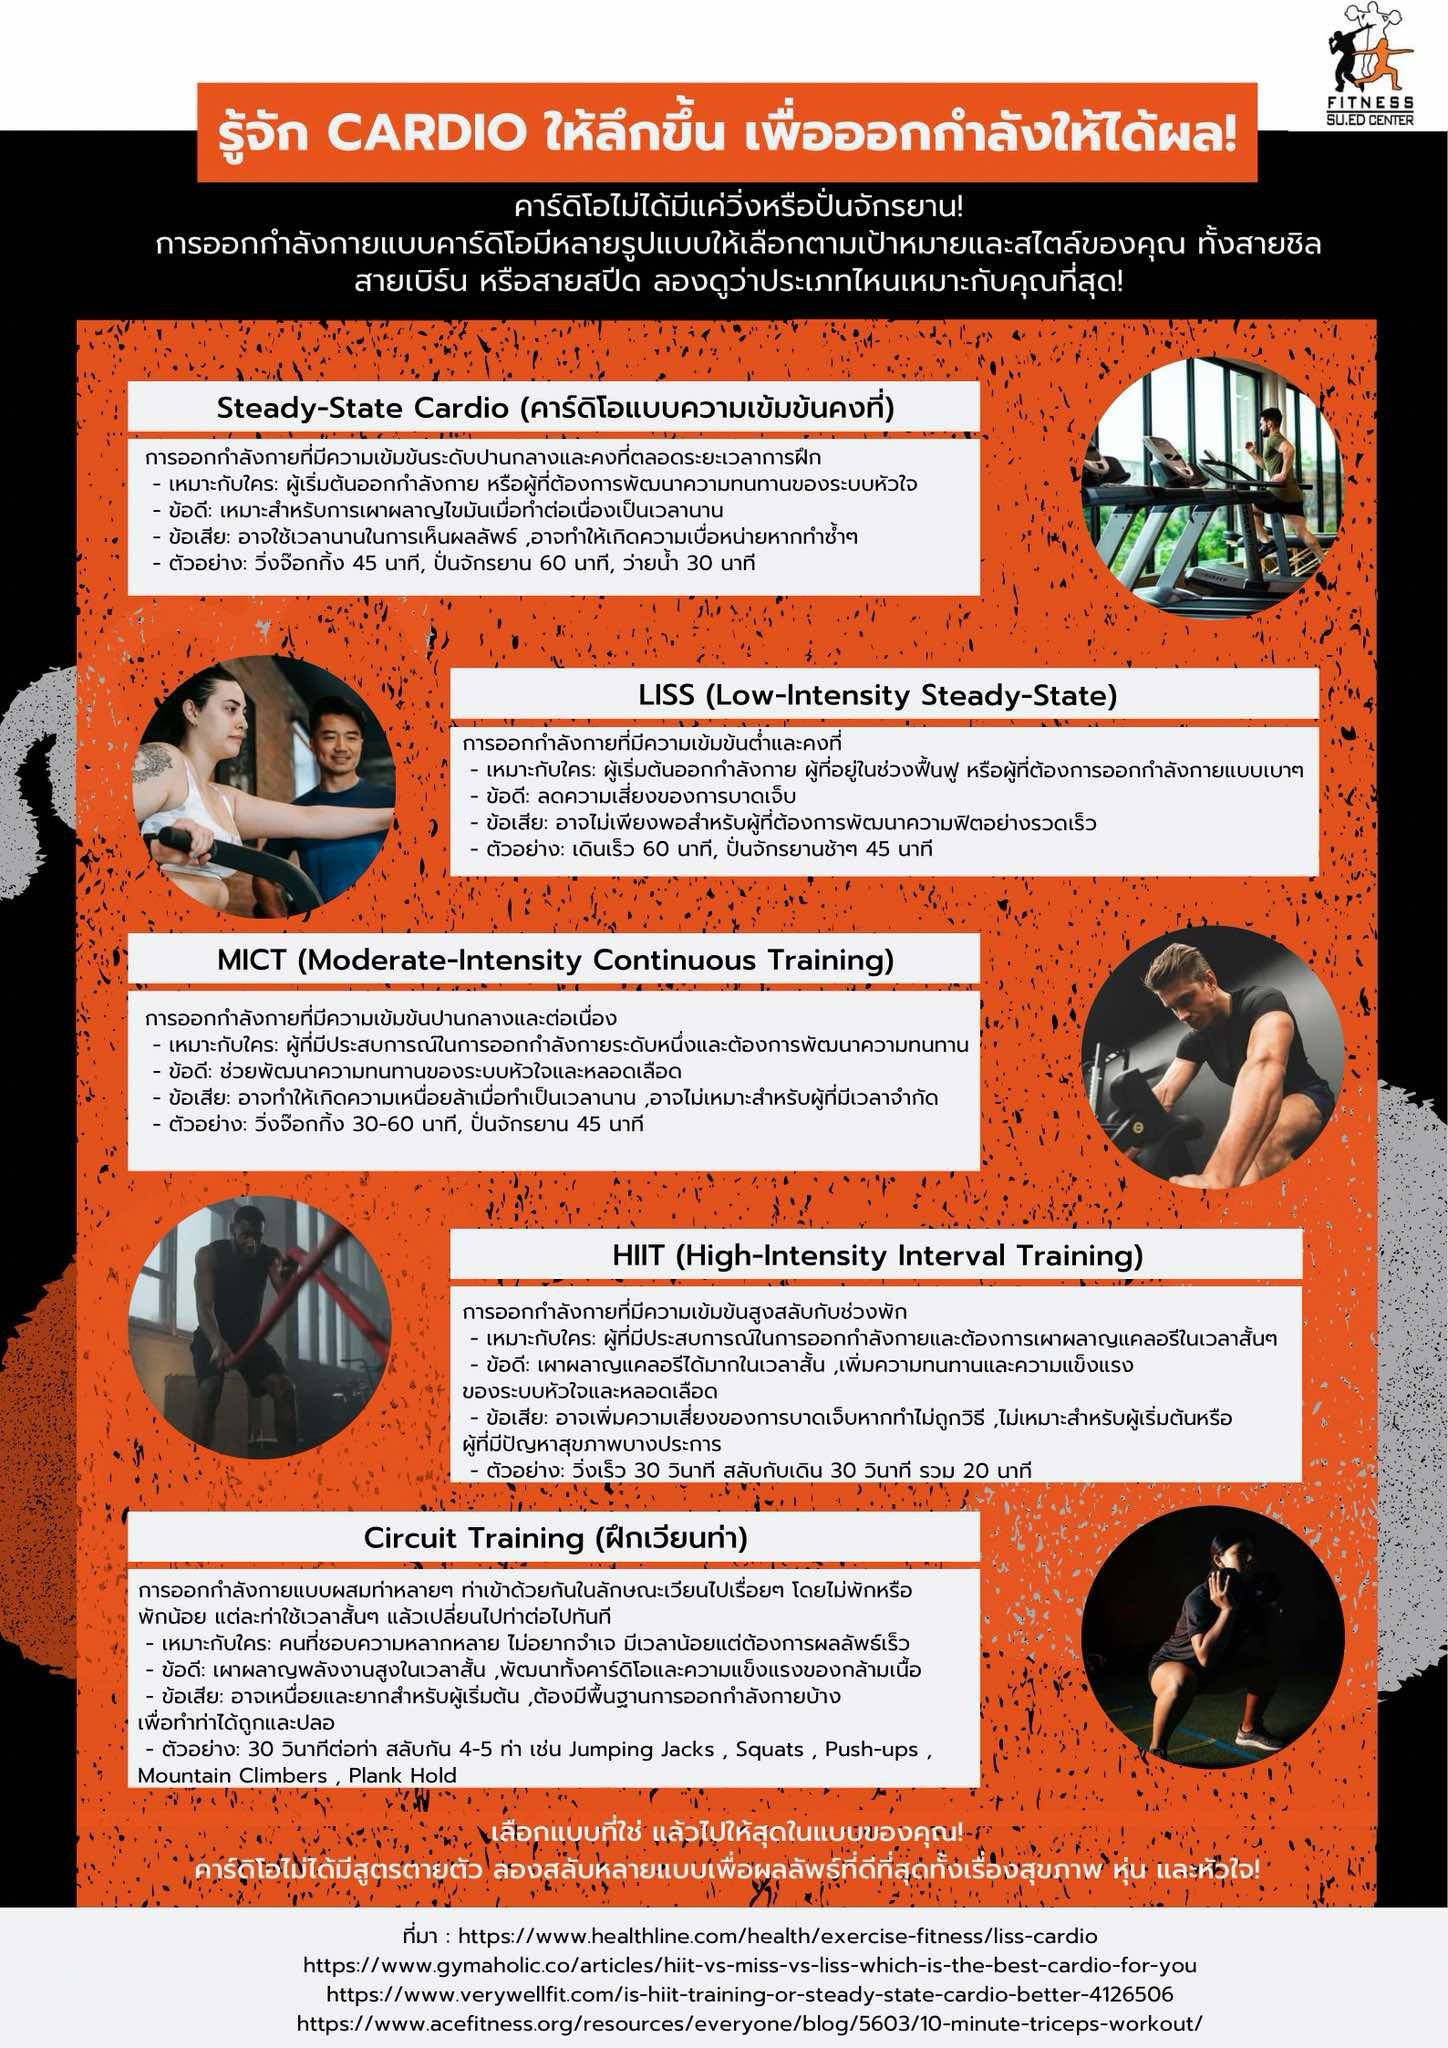 FITNESS
SU.ED CENTER
รู้จัก CARDIO ให้ลึกขึ้น เพื่อออกกำลังให้ได้ผล!
คาร์ดิโอไม่ได้มีแค่วิ่งหรือปั่นจักรยาน!
การออกกำลังกายแบบคาร์ดิโอมีหลายรูปแบบให้เลือกตามเป้าหมายและสไตล์ของคุณ ทั้งสายชิล
สายเบิร์น หรือสายสปีด ลองดูว่าประเภทไหนเหมาะกับคุณที่สุด!
Steady-State Cardio (คาร์ดิโอแบบความเข้มข้นคงที่)
การออกกำลังกายที่มีความเข้มข้นระดับปานกลางและคงที่ตลอดระยะเวลาการฝึก
- เหมาะกับใคร: ผู้เริ่มต้นออกกำลังกาย หรือผู้ที่ต้องการพัฒนาความทนทานของระบบหัวใจ
- ข้อดี: เหมาะสำหรับการเผาผลาญไขมันเมื่อทำต่อเนื่องเป็นเวลานาน
- ข้อเสีย: อาจใช้เวลานานในการเห็นผลลัพธ์ ,อาจทำให้เกิดความเบื่อหน่ายหากทำซ้ำๆ
- ตัวอย่าง: วิ่งจ๊อกกิ้ง 45 นาที, ปั่นจักรยาน 60 นาที, ว่ายน้ำ 30 นาที
LISS (Low-Intensity Steady-State)
การออกกำลังกายที่มีความเข้มข้นต่ำและคงที่
- เหมาะกับใคร: ผู้เริ่มต้นออกกำลังกาย ผู้ที่อยู่ในช่วงฟื้นฟู หรือผู้ที่ต้องการออกกำลังกายแบบเบาๆ
- ข้อดี: ลดความเสี่ยงของการบาดเจ็บ
- ข้อเสีย: อาจไม่เพียงพอสำหรับผู้ที่ต้องการพัฒนาความฟิตอย่างรวดเร็ว
- ตัวอย่าง: เดินเร็ว 60 นาที, ปั่นจักรยานช้าๆ 45 นาที
MICT (Moderate-Intensity Continuous Training)
การออกกำลังกายที่มีความเข้มข้นปานกลางและต่อเนื่อง
- เหมาะกับใคร: ผู้ที่มีประสบการณ์ในการออกกำลังกายระดับหนึ่งและต้องการพัฒนาความทนทาน
- ข้อดี: ช่วยพัฒนาความทนทานของระบบหัวใจและหลอดเลือด
- ข้อเสีย: อาจทำให้เกิดความเหนื่อยล้าเมื่อทำเป็นเวลานาน ,อาจไม่เหมาะสำหรับผู้ที่มีเวลาจำกัด
- ตัวอย่าง: วิ่งจ๊อกกิ้ง 30-60 นาที, ปั่นจักรยาน 45 นาที
HIIT (High-Intensity Interval Training)
การออกกำลังกายที่มีความเข้มข้นสูงสลับกับช่วงพัก
- เหมาะกับใคร: ผู้ที่มีประสบการณ์ในการออกกำลังกายและต้องการเผาผลาญแคลอรีในเวลาสั้นๆ
- ข้อดี: เผาผลาญแคลอรีได้มากในเวลาสั้น ,เพิ่มความทนทานและความแข็งแรง
ของระบบหัวใจและหลอดเลือด
- ข้อเสีย: อาจเพิ่มความเสี่ยงของการบาดเจ็บหากทำไม่ถูกวิธี ,ไม่เหมาะสำหรับผู้เริ่มต้นหรือ
ผู้ที่มีปัญหาสุขภาพบางประการ
- ตัวอย่าง: วิ่งเร็ว 30 วินาที สลับกับเดิน 30 วินาที รวม 20 นาที
Circuit Training (ฝึกเวียนท่า)
การออกกำลังกายแบบผสมท่าหลายๆ ท่าเข้าด้วยกันในลักษณะเวียนไปเรื่อยๆ โดยไม่พักหรือ
พักน้อย แต่ละท่าใช้เวลาสั้นๆ แล้วเปลี่ยนไปท่าต่อไปทันที
- เหมาะกับใคร: คนที่ชอบความหลากหลาย ไม่อยากจำเจ มีเวลาน้อยแต่ต้องการผลลัพธ์เร็ว
- ข้อดี: เผาผลาญพลังงานสูงในเวลาสั้น ,พัฒนาทั้งคาร์ดิโอและความแข็งแรงของกล้ามเนื้อ
- ข้อเสีย: อาจเหนื่อยและยากสำหรับผู้เริ่มต้น ,ต้องมีพื้นฐานการออกกำลังกายบ้าง
เพื่อทำท่าได้ถูกและปลอ
- ตัวอย่าง: 30 วินาทีต่อท่า สลับกัน 4-5 ท่า เช่น Jumping Jacks , Squats , Push-ups ,
Mountain Climbers , Plank Hold
เลือกแบบที่ใช่ แล้วไปให้สุดในแบบของคุณ!
คาร์ดิโอไม่ได้มีสูตรตายตัว ลองสลับหลายแบบเพื่อผลลัพธ์ที่ดีที่สุดทั้งเรื่องสุขภาพ หุ่น และหัวใจ!
ที่มา : https://www.healthline.com/health/exercise-fitness/liss-cardio
https://www.gymaholic.co/articles/hiit-vs-miss-vs-liss-which-is-the-best-cardio-for-you
https://www.verywellfit.com/is-hiit-training-or-steady-state-cardio-better-4126506
https://www.acefitness.org/resources/everyone/blog/5603/10-minute-triceps-workout/